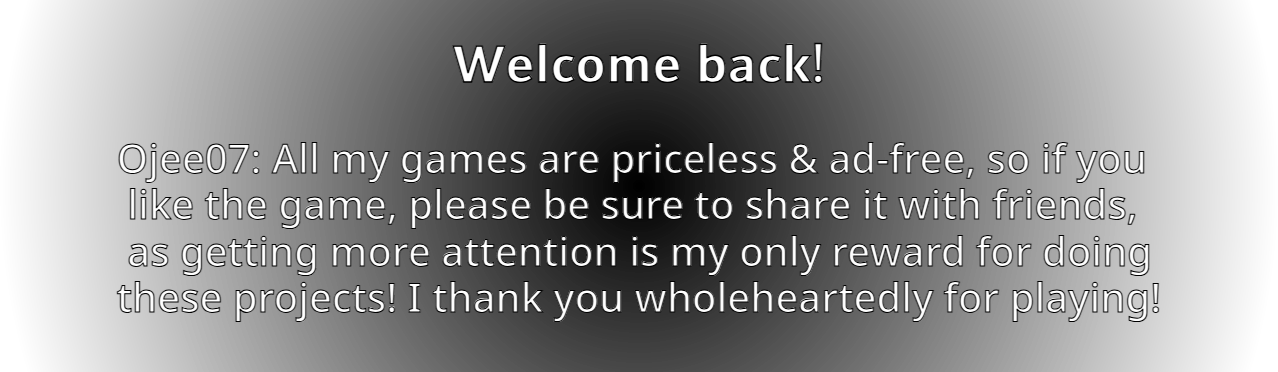 Welcome back!
Ojee07: All my games are priceless & ad-free, so if you
like the game, please be sure to share it with friends,
as getting more attention is my only reward for doing
these projects! I thank you wholeheartedly for playing!